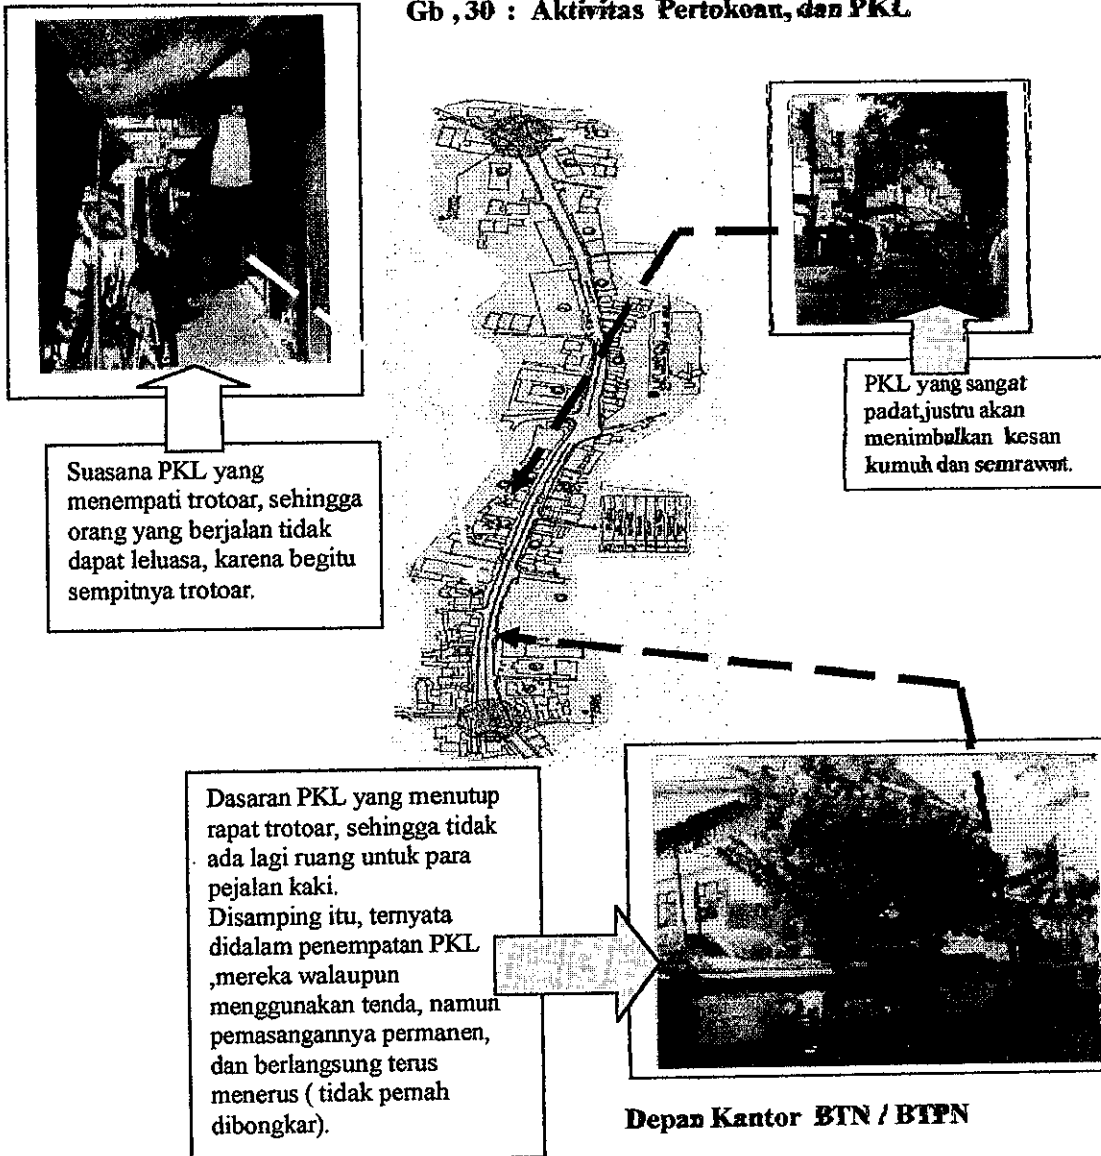 Gb ,30 : Aktivitas Pertokoan, dan PKL
PKL yang sangat
padat,justru akan
menimbulkan kesan
kumuh dan semrawut.
Suasana PKL yang
menempati trotoar, sehingga
orang yang berjalan tidak
dapat leluasa, karena begitu
sempitnya trotoar.
Dasaran PKL yang menutup
rapat trotoar, sehingga tidak
ada lagi ruang untuk para
pejalan kaki.
Disamping itu, ternyata
didalam penempatan PKL
,mereka walaupun
menggunakan tenda, namun
pemasangannya permanen,
dan berlangsung terus
menerus ( tidak pernah
dibongkar).
Depan Kantor BTN / BTPN